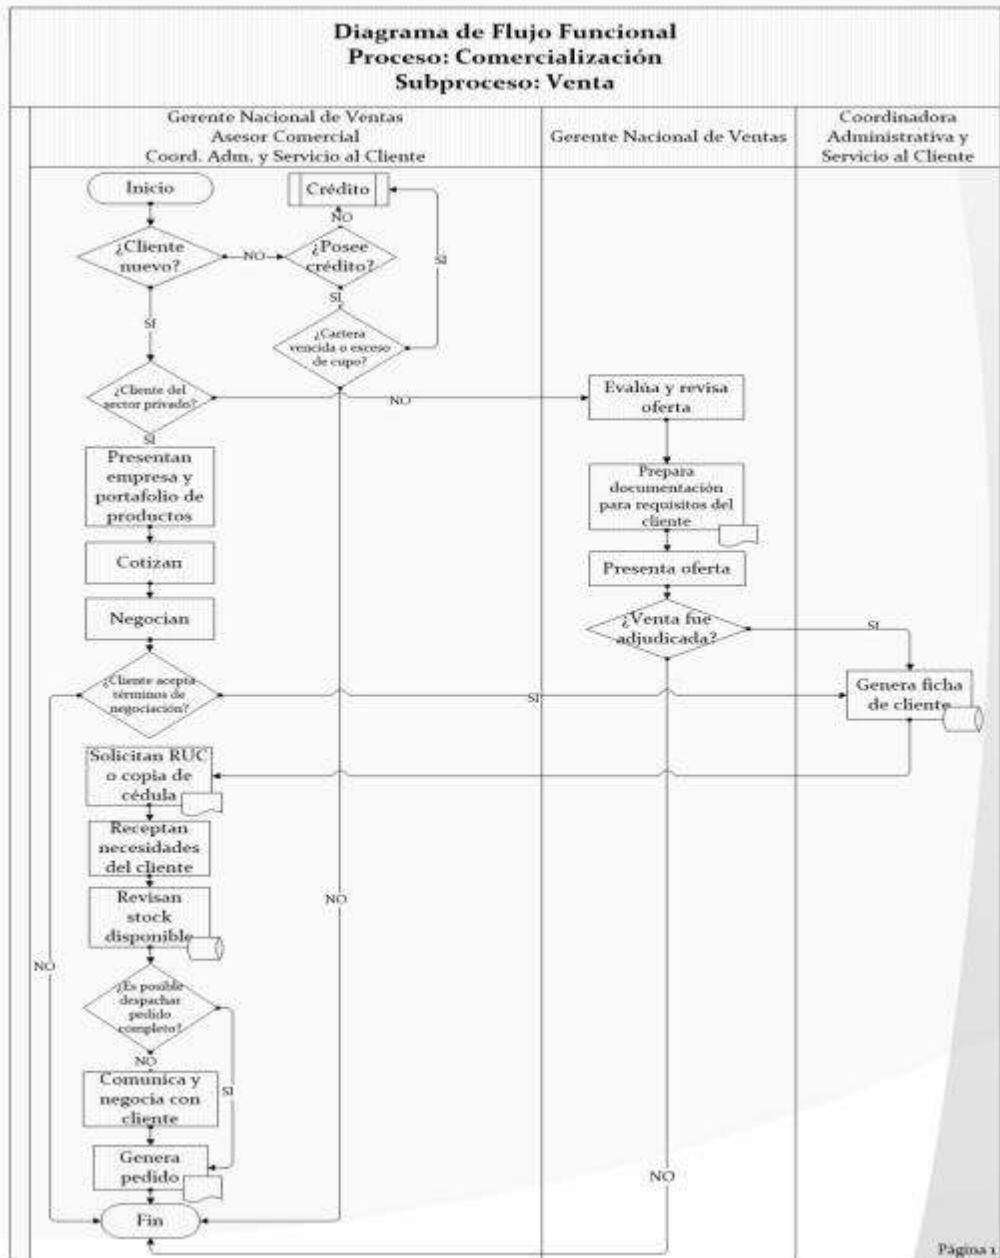 Diagrama de Flujo Funcional
Proceso: Comercialización
Subproceso: Venta
Gerente Nacional de Ventas
Asesor Comercial
Coord. Adm. y Servicio al Cliente
Gerente Nacional de Ventas
Coordinadora
Administrativa y
Servicio al Cliente
Inicio
Crédito
NO
¿Cliente
nuevo?
NO
¿Posee
crédito?
SI
SI
SI
¿Cartera
vencida o exceso
de cupo?
¿Cliente del
sector privado?
NO
Evalúa y revisa
oferta
SI
Presentan
empresa y
portafolio de
productos
Prepara
documentación
para requisitos del
cliente
Cotizan
Presenta oferta
Negocian
¿Venta fue
adjudicada?
SI
¿Cliente acepta
términos de
negociación?
SI
Genera ficha
de cliente
Solicitan RUC
o copia de
cédula
Receptan
necesidades
del cliente
Revisan
stock
disponible
NO
NO
¿Es posible
despachar
pedido
completo?
NO
SI
Comunica y
negocia con
cliente
Genera
pedido
NO
Fin
Página 1